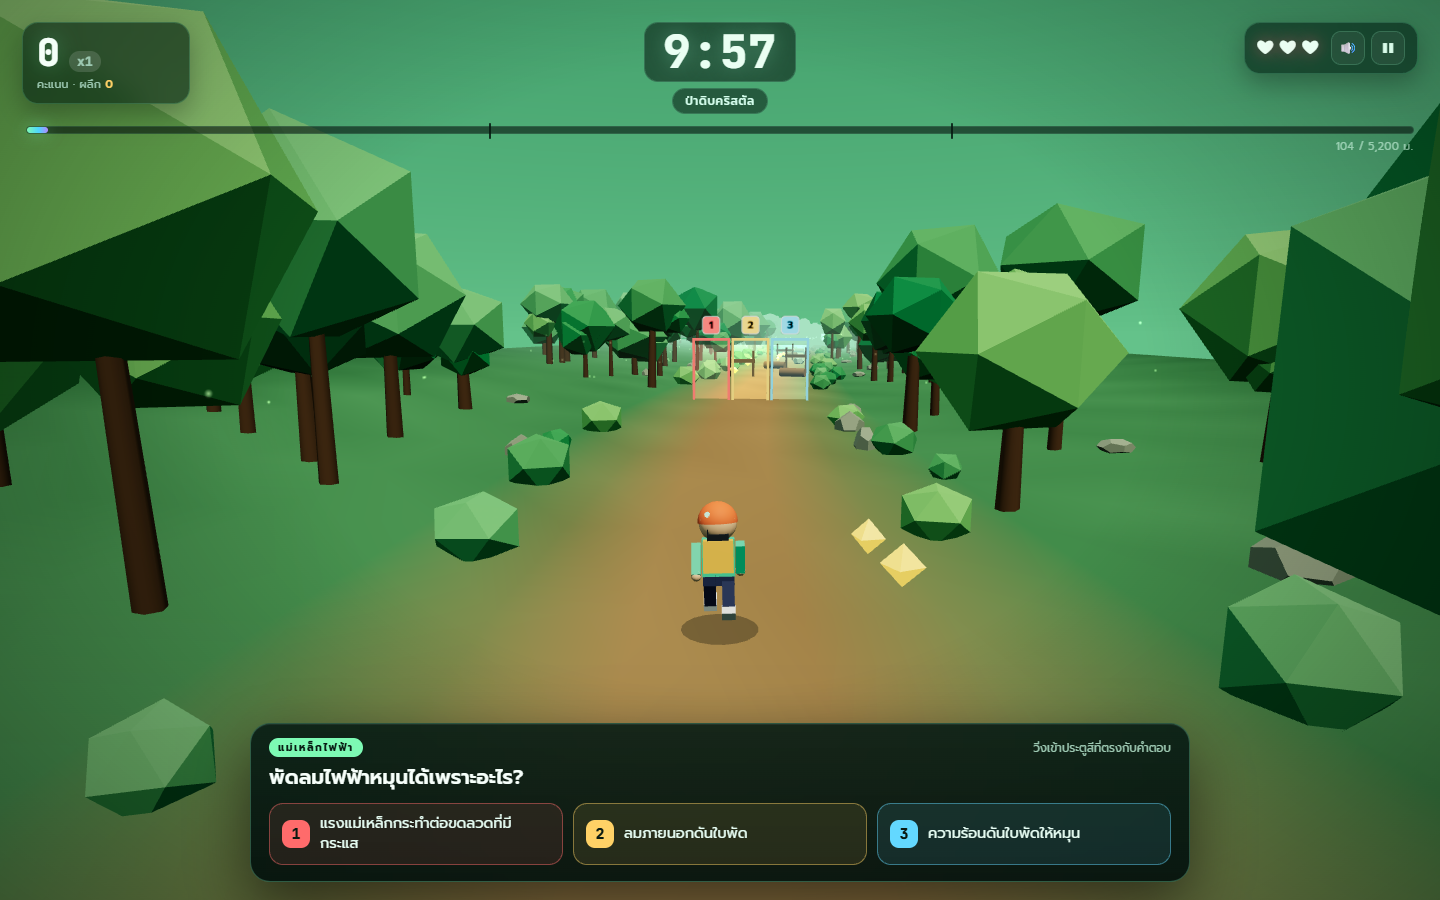 0 x1
คะแนน · ผลึก 0
9:57
ป่าดิบคริสตัล
104 / 5,200 ม.
1 2 3
แม่เหล็กไฟฟ้า
วิ่งเข้าประตูสีที่ตรงกับคำตอบ
พัดลมไฟฟ้าหมุนได้เพราะอะไร?
1 แรงแม่เหล็กกระทำต่อขดลวดที่มี
กระแส
2 ลมภายนอกดันใบพัด
3 ความร้อนดันใบพัดให้หมุน